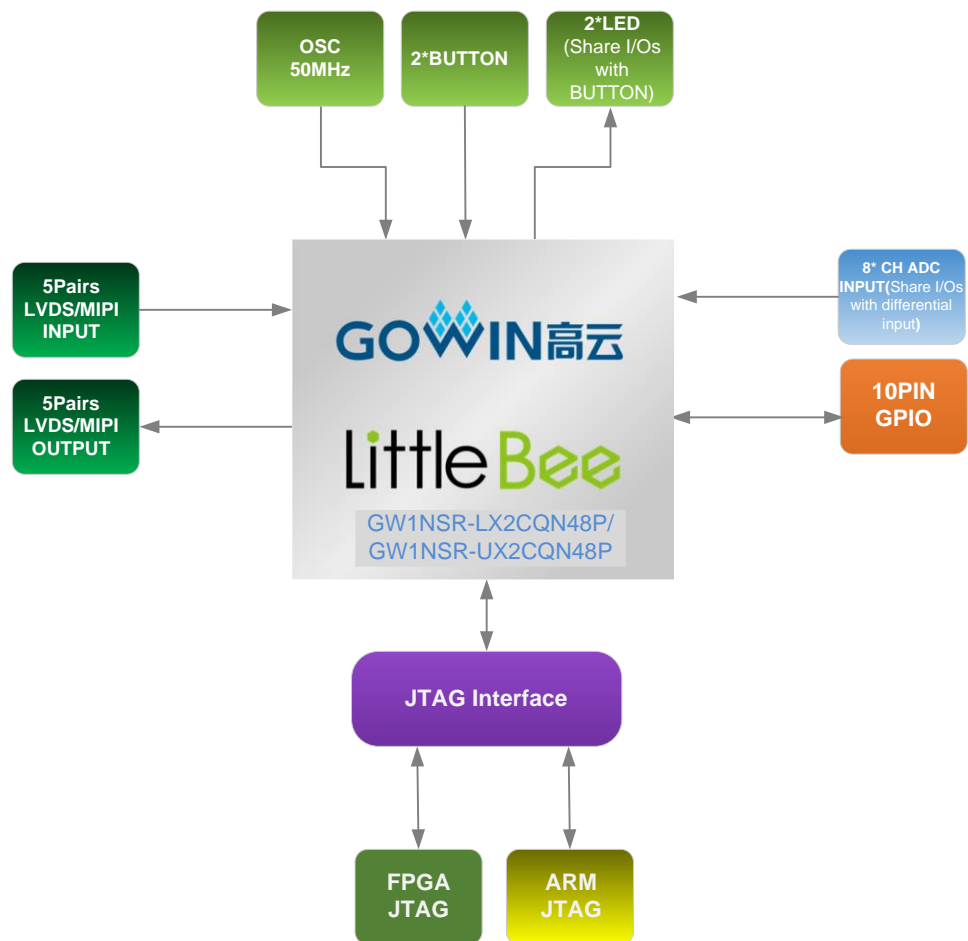 OSC
50MHz
2*BUTTON
2*LED
(Share I/Os
with
BUTTON)
5Pairs
LVDS/MIPI
INPUT
8* CH ADC
INPUT(Share I/Os
with differential
input)
GOWIN高云
5Pairs
LVDS/MIPI
OUTPUT
10PIN
GPIO
LittleBee
GW1NSR-LX2CQN48P/
GW1NSR-UX2CQN48P
JTAG Interface
FPGA
JTAG
ARM
JTAG